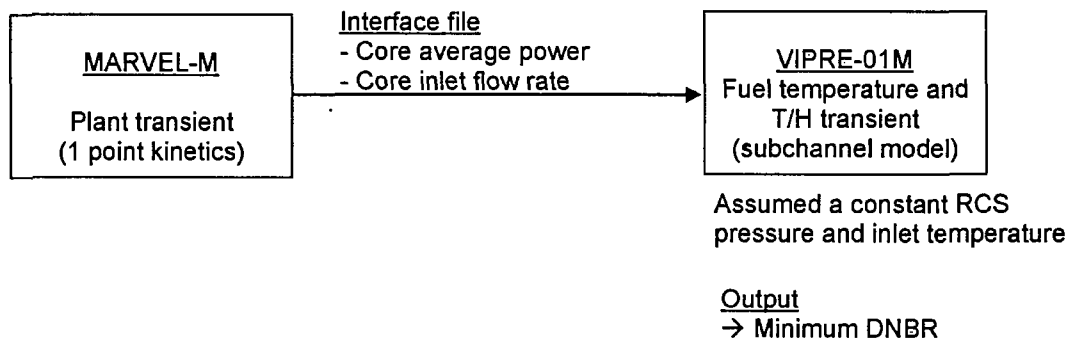 MARVEL-M
Plant transient
(1 point kinetics)
Interface file
- Core average power
- Core inlet flow rate
VIPRE-01M
Fuel temperature and
T/H transient
(subchannel model)
Assumed a constant RCS
pressure and inlet temperature
Output
→ Minimum DNBR